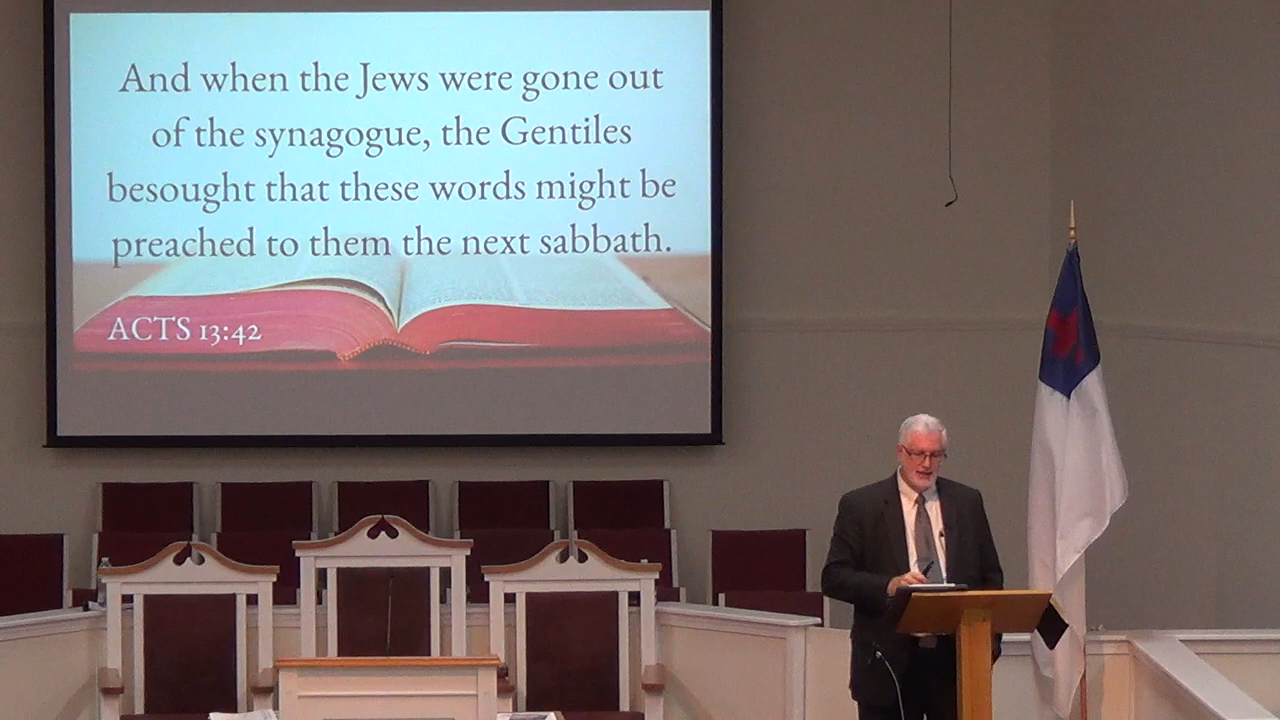 And when the Jews were gone out
of the synagogue, the Gentiles
besought that these words might be
preached to them the next sabbath.
ACTS 13:42